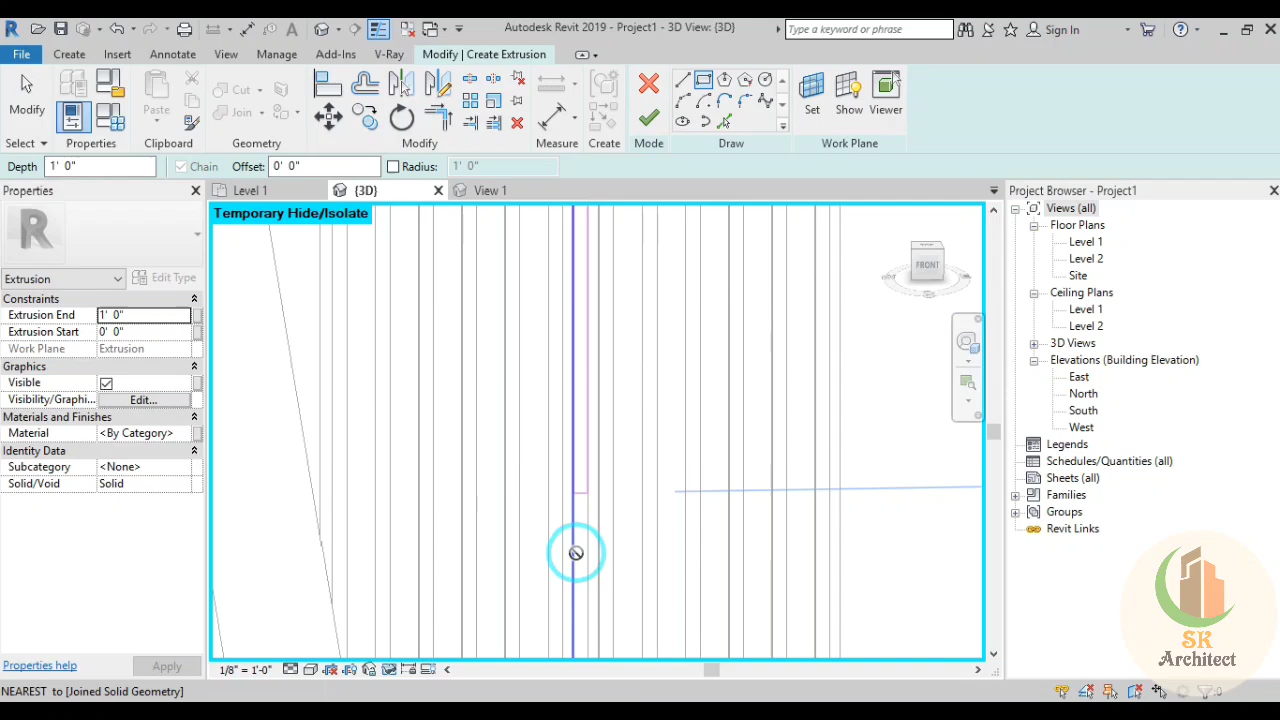 Autodesk Revit 2019 - Project1 - 3D View: {3D}
Type a keyword or phrase
Sign In
File Create Insert Annotate View Manage Add-Ins V-Ray Modify | Create Extrusion
Modify
Paste
Cut
Join
Set Show Viewer
Select Properties Clipboard Geometry Modify Measure Create Mode Draw Work Plane
Depth 1' 0" Chain Offset: 0' 0" Radius: 1' 0"
Properties
Level 1 {3D} View 1
Project Browser - Project1
Temporary Hide/Isolate
Extrusion Edit Type
Constraints
Extrusion End 1' 0"
Extrusion Start 0' 0"
Work Plane Extrusion
Graphics
Visible
Visibility/Graphi... Edit...
Materials and Finishes
Material <By Category>
Identity Data
Subcategory <None>
Solid/Void Solid
Properties help Apply
FRONT
Views (all)
Floor Plans
Level 1
Level 2
Site
Ceiling Plans
Level 1
Level 2
3D Views
Elevations (Building Elevation)
East
North
South
West
Legends
Schedules/Quantities (all)
Sheets (all)
Families
Groups
Revit Links
SK
Architect
1/8" = 1'-0"
NEAREST to [Joined Solid Geometry]
:0